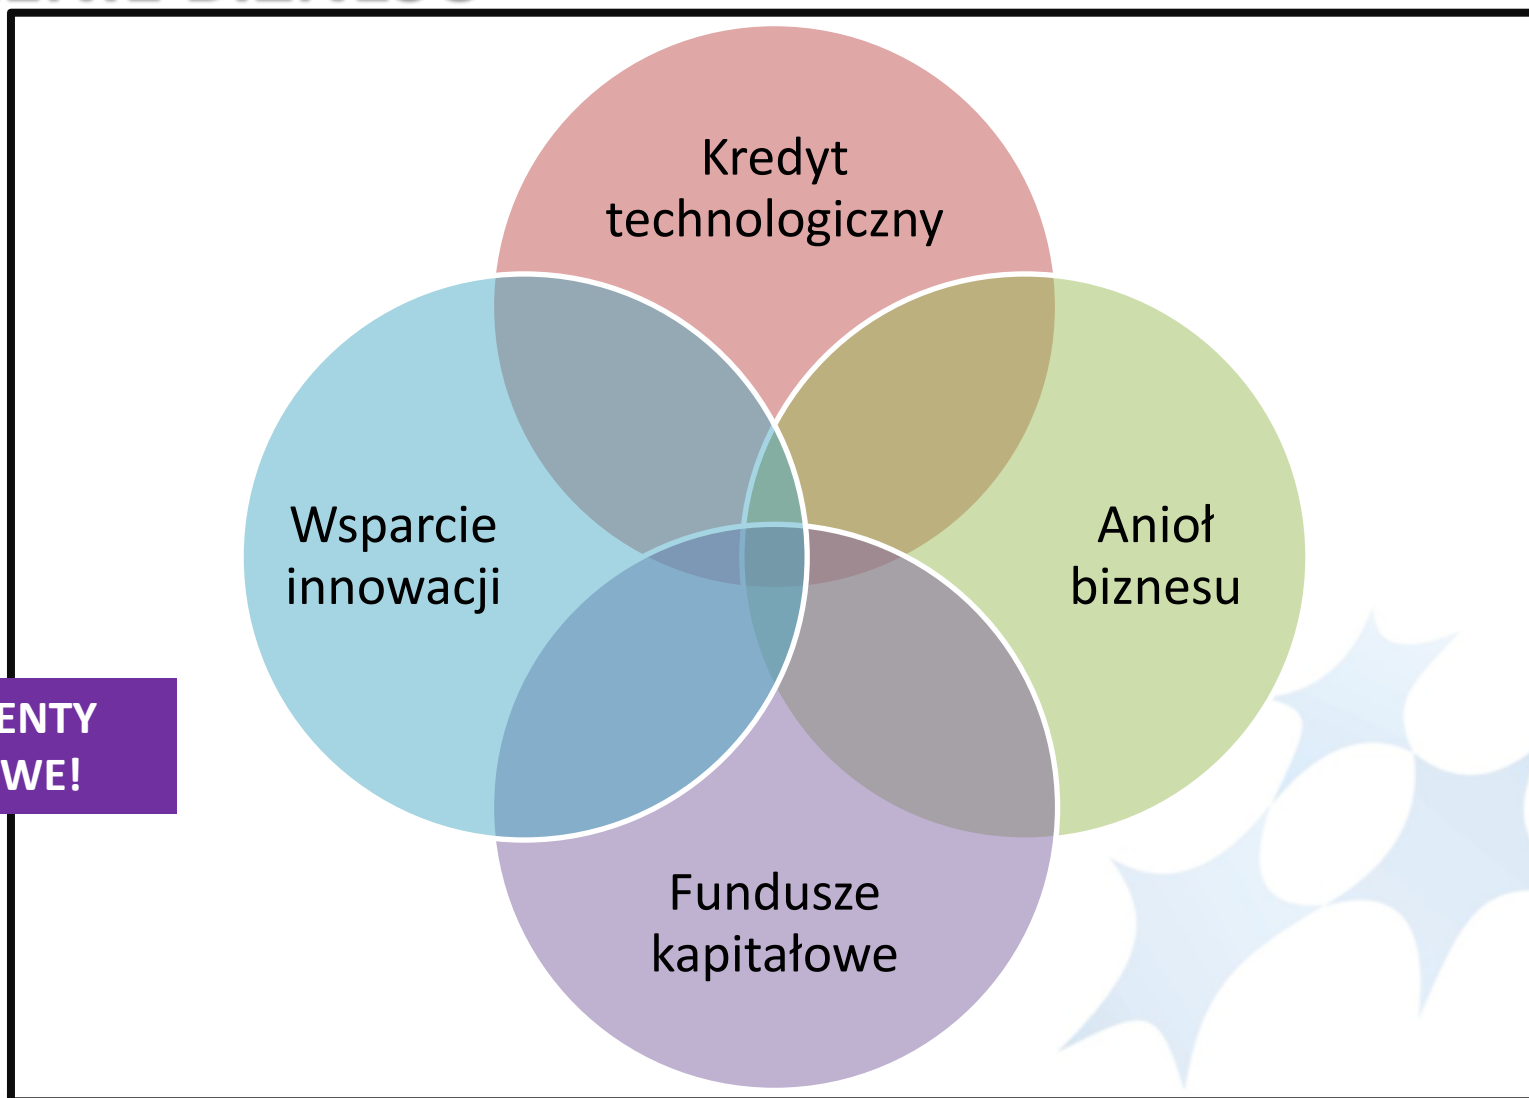 Kredyt
technologiczny
Wsparcie
innowacji
Anioł
biznesu
ENTY
WE!
Fundusze
kapitałowe